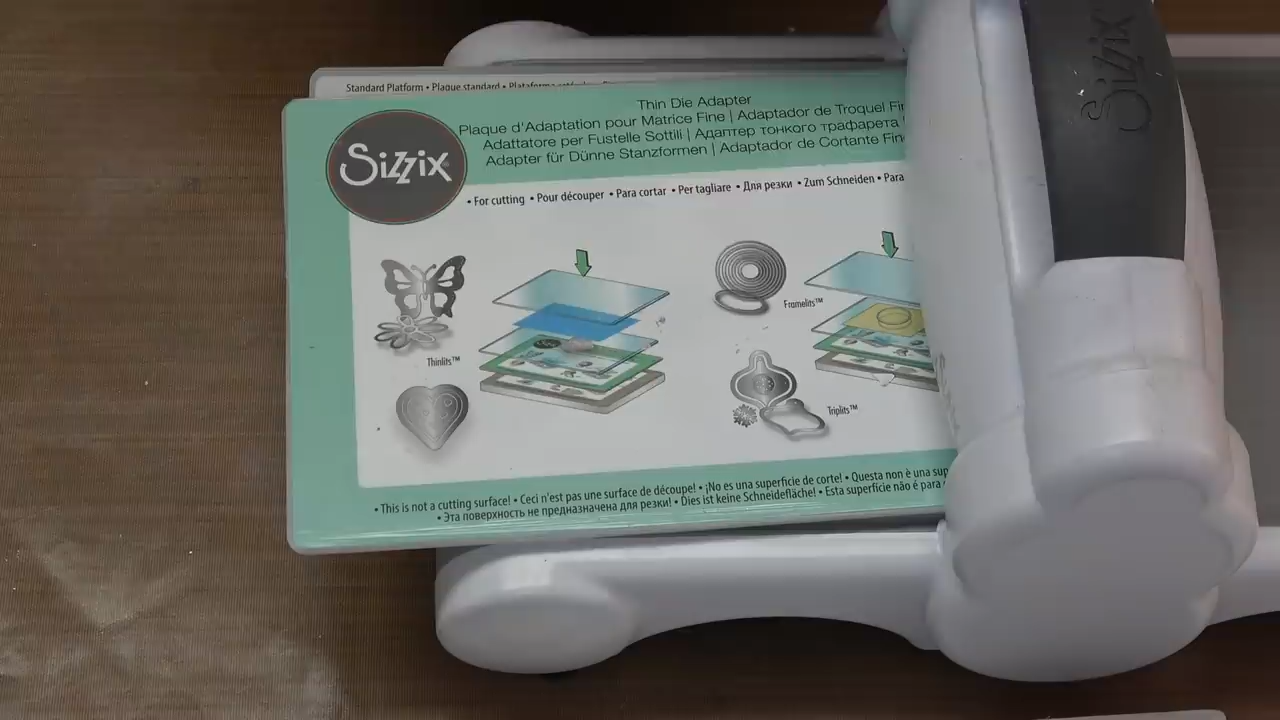 Sizzix
Standard Platform • Plaque standard •
Thin Die Adapter
Plaque d'Adaptation pour Matrice Fine | Adaptador de Troquel
Adattatore per Fustelle Sottili | Адаптер тонкого трафарета
Adapter für Dünne Stanzformen | Adaptador de Cortante
Sizzix
• For cutting • Pour découper • Para cortar • Per tagliare • Для резки • Zum Schneiden • Para
Framelits™
Thinlits™
Triplits™
• This is not a cutting surface! • Ceci n'est pas une surface de découpe! • ¡No es una superficie de corte! • Questa non è una
• Эта поверхность не предназначена для резки! • Dies ist keine Schneidefläche! • Esta superfície não é para